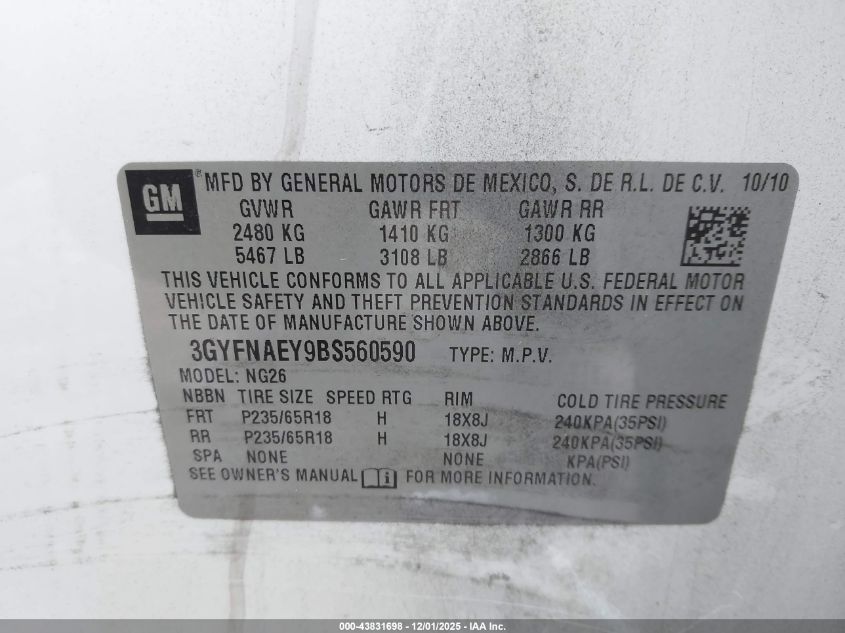 GM® MFD BY GENERAL MOTORS DE MEXICO, S. DE R.L. DE C.V. 10/10
GVWR GAWR FRT GAWR RR
2480 KG 1410 KG 1300 KG
5467 LB 3108 LB 2866 LB
THIS VEHICLE CONFORMS TO ALL APPLICABLE U.S. FEDERAL MOTOR
VEHICLE SAFETY AND THEFT PREVENTION STANDARDS IN EFFECT ON
THE DATE OF MANUFACTURE SHOWN ABOVE.
3GYFNAEY9BS560590 TYPE: M.P.V.
MODEL: NG26
NBBN TIRE SIZE SPEED RTG RIM COLD TIRE PRESSURE
FRT P235/65R18 H 18X8J 240KPA(35PSI)
RR P235/65R18 H 18X8J 240KPA(35PSI)
SPA NONE NONE KPA(PSI)
SEE OWNER'S MANUAL i FOR MORE INFORMATION.
000-43831698 - 12/01/2025 - IAA Inc.